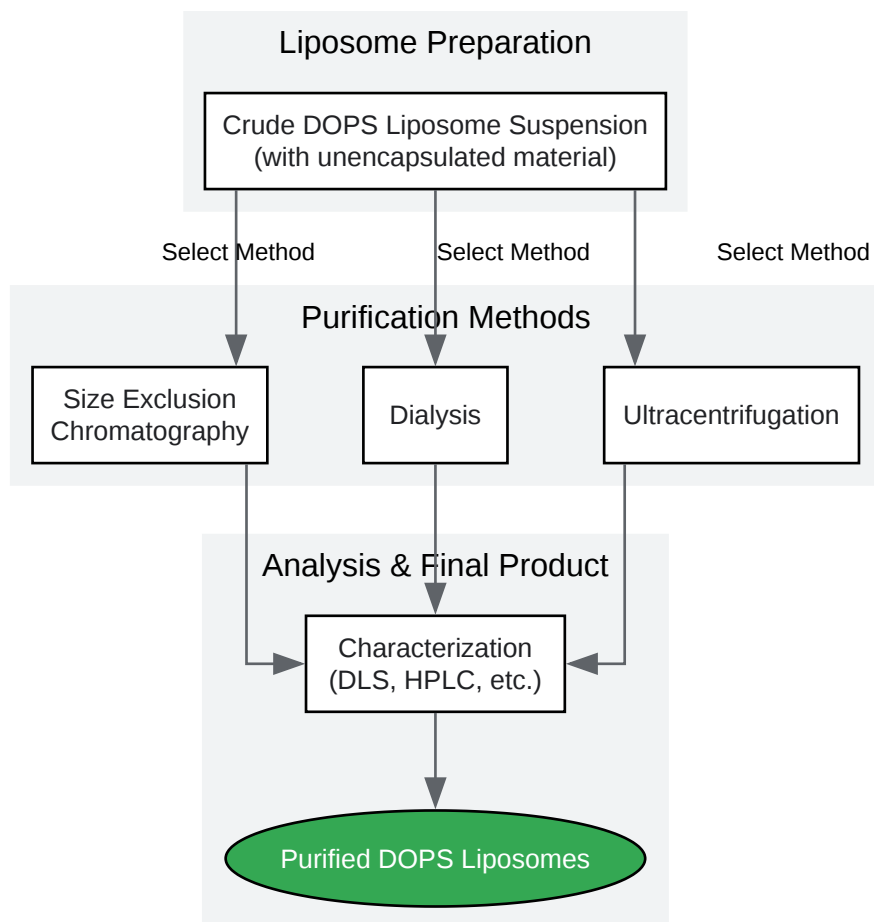 Liposome Preparation
Crude DOPS Liposome Suspension
(with unencapsulated material)
Select Method
Select Method
Select Method
Purification Methods
Size Exclusion
Chromatography
Dialysis
Ultracentrifugation
Analysis & Final Product
Characterization
(DLS, HPLC, etc.)
Purified DOPS Liposomes